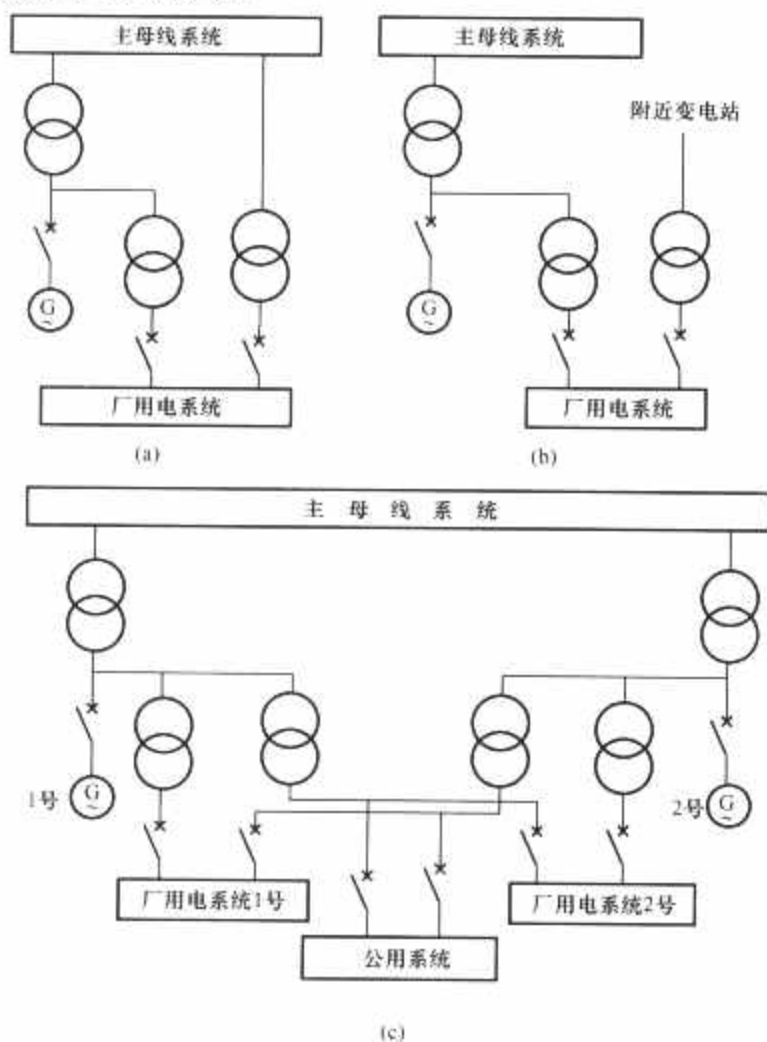 主母线系统
主母线系统
附近变电站
G
~
G
~
厂用电系统
厂用电系统
(a)
(b)
主母线系统
1号
G
~
2号
G
~
厂用电系统1号
厂用电系统2号
公用系统
(c)